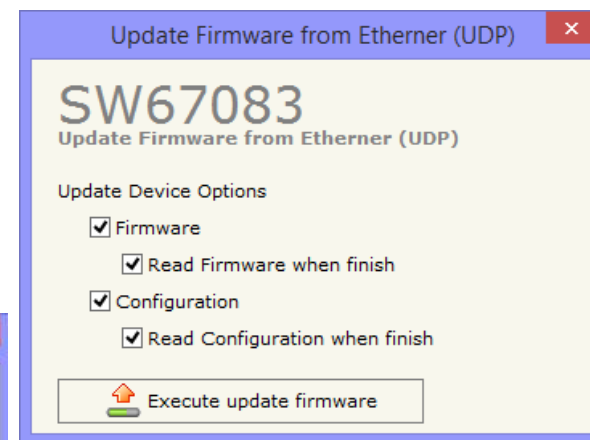 Update Firmware from Etherner (UDP)
SW67083
Update Firmware from Etherner (UDP)
Update Device Options
Firmware
Read Firmware when finish
Configuration
Read Configuration when finish
Execute update firmware